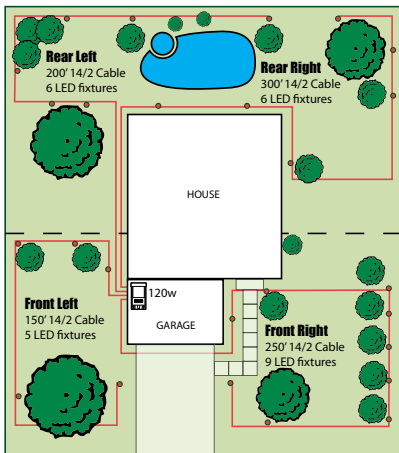 Rear Left
200' 14/2 Cable
6 LED fixtures
Rear Right
300' 14/2 Cable
6 LED fixtures
HOUSE
120w
GARAGE
Front Left
150' 14/2 Cable
5 LED fixtures
Front Right
250' 14/2 Cable
9 LED fixtures